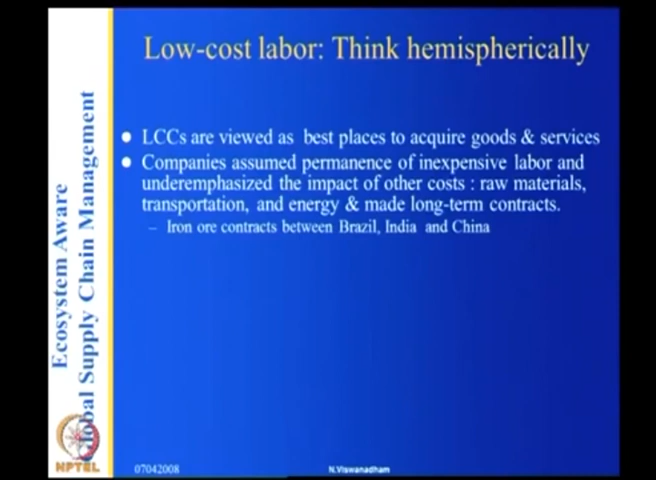 Low-cost labor: Think hemispherically
LCCs are viewed as best places to acquire goods & services
Companies assumed permanence of inexpensive labor and
underemphasized the impact of other costs : raw materials,
transportation, and energy & made long-term contracts.
– Iron ore contracts between Brazil, India and China
Ecosystem Aware
Global Supply Chain Management
NPTEL
07042008
N.Viswanadham